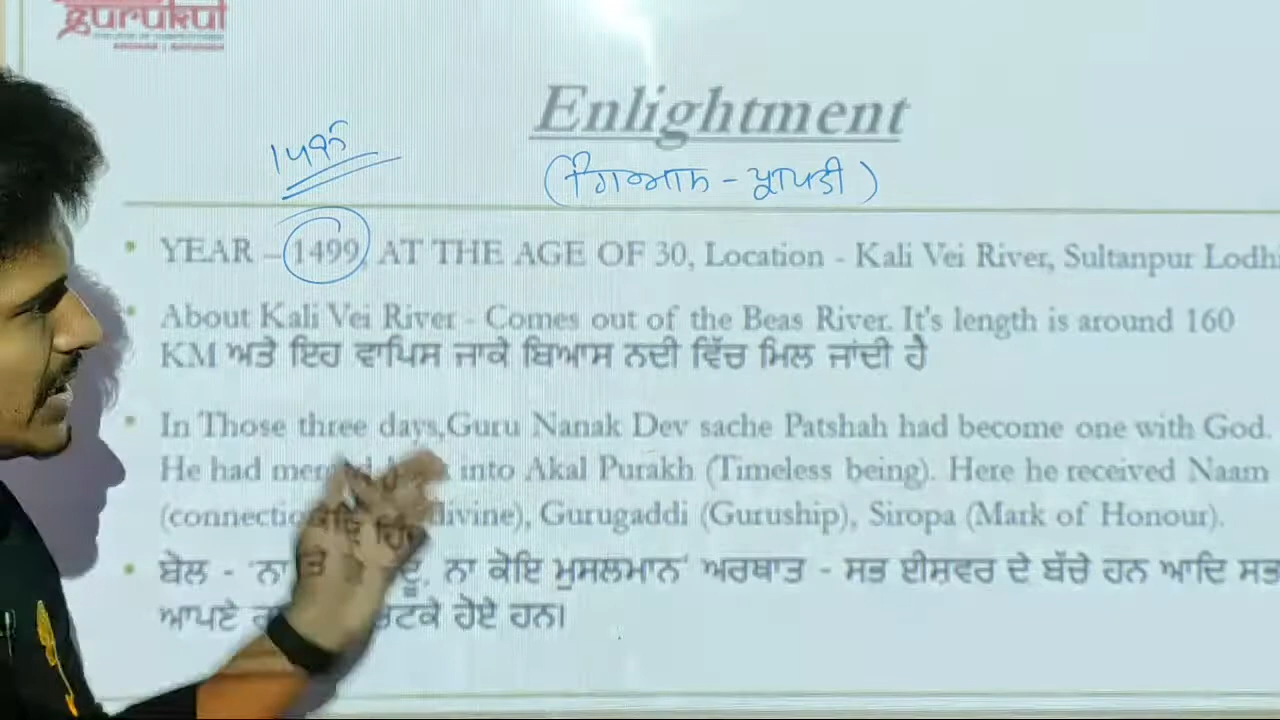 gurukul
Enlightment
1495
(ਗਿਆਨ - ਪ੍ਰਾਪਤੀ)
YEAR – 1499 AT THE AGE OF 30, Location - Kali Vei River, Sultanpur Lodhi
About Kali Vei River - Comes out of the Beas River. It's length is around 160
KM ਅਤੇ ਇਹ ਵਾਪਿਸ ਜਾਕੇ ਬਿਆਸ ਨਦੀ ਵਿੱਚ ਮਿਲ ਜਾਂਦੀ ਹੈ
In Those three days,Guru Nanak Dev sache Patshah had become one with God.
He had into Akal Purakh (Timeless being). Here he received Naam
divine), Gurugaddi (Guruship), Siropa (Mark of Honour).
ਬੋਲ - 'ਨਾ ਕੋਇ ਹਿੰਦੂ, ਨਾ ਕੋਇ ਮੁਸਲਮਾਨ' ਅਰਥਾਤ - ਸਭ ਈਸ਼ਵਰ ਦੇ ਬੱਚੇ ਹਨ ਆਦਿ ਸਭ
ਆਪਣੇ ਭਟਕੇ ਹੋਏ ਹਨ।